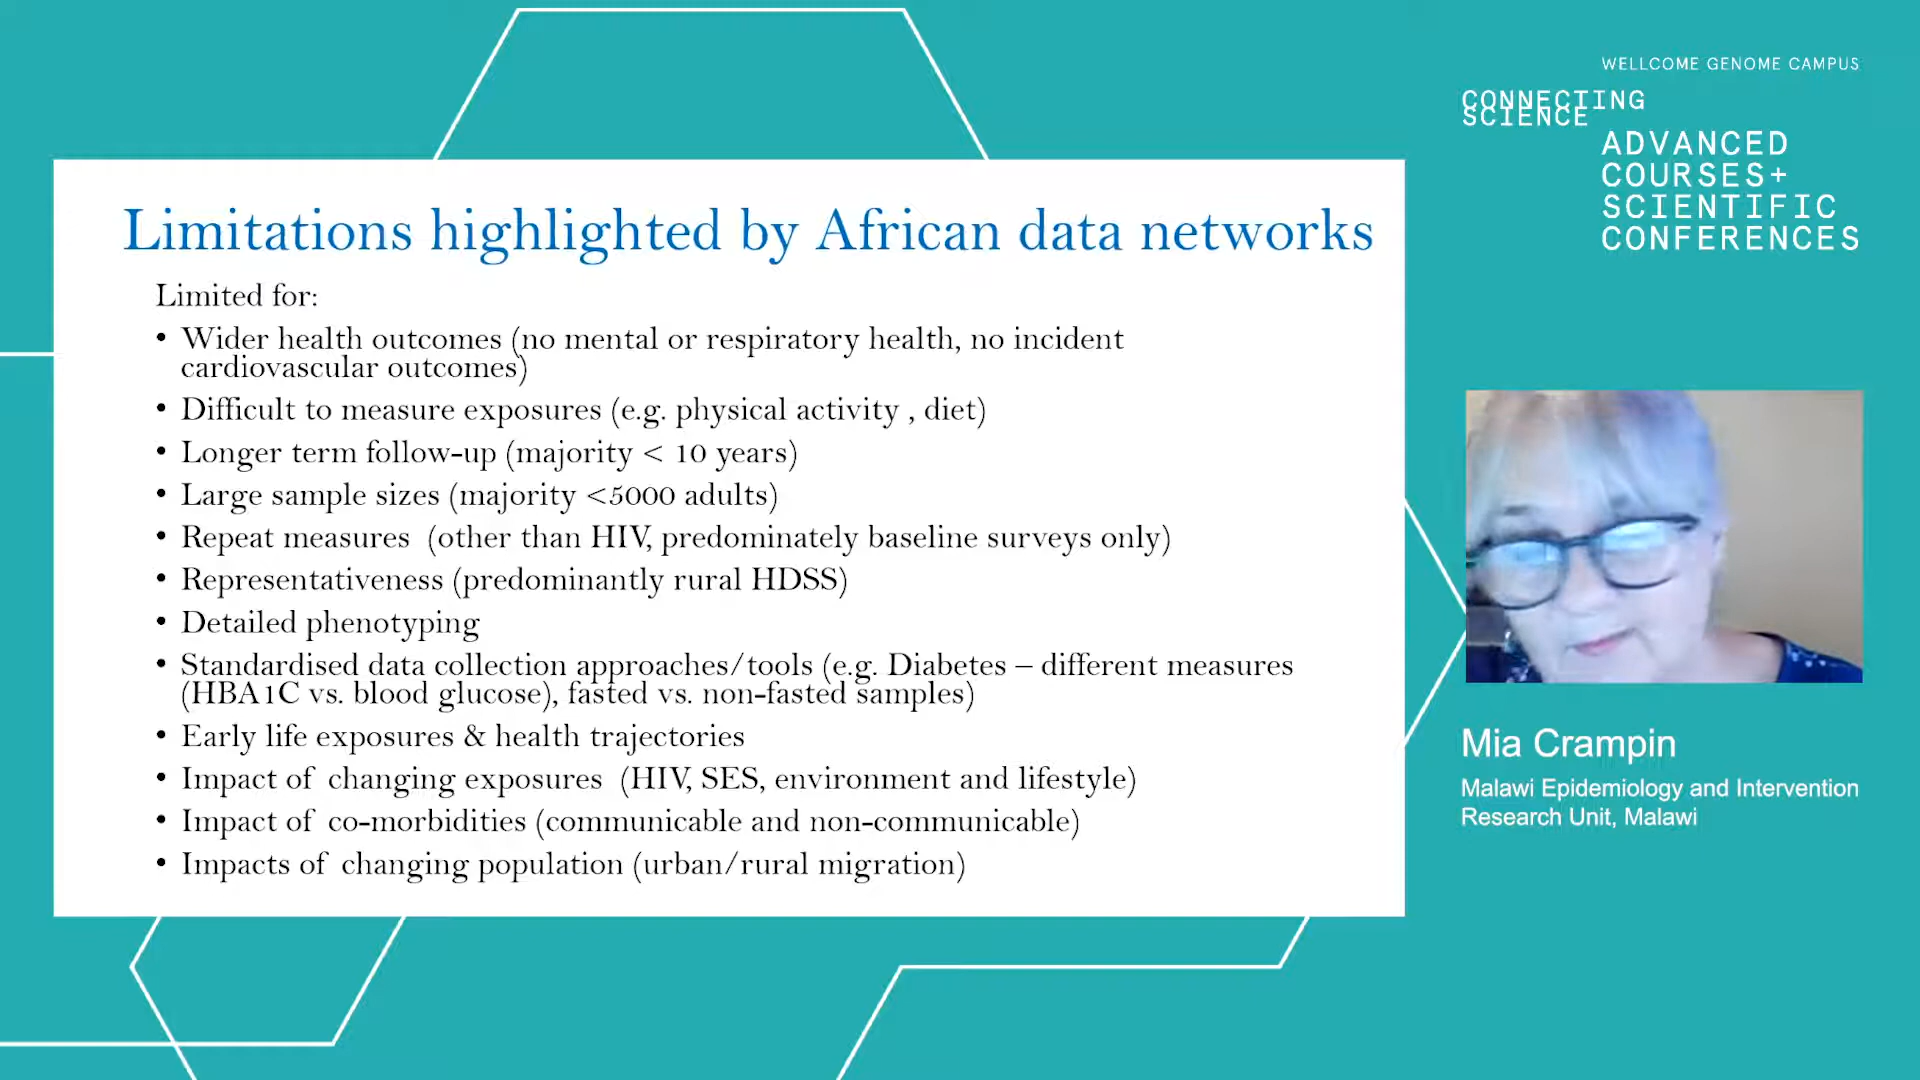 WELLCOME GENOME CAMPUS
CONNECTING
SCIENCE
ADVANCED
COURSES+
SCIENTIFIC
CONFERENCES
Limitations highlighted by African data networks
Limited for:
• Wider health outcomes (no mental or respiratory health, no incident
cardiovascular outcomes)
• Difficult to measure exposures (e.g. physical activity , diet)
• Longer term follow-up (majority < 10 years)
• Large sample sizes (majority <5000 adults)
• Repeat measures  (other than HIV, predominately baseline surveys only)
• Representativeness (predominantly rural HDSS)
• Detailed phenotyping
• Standardised data collection approaches/tools (e.g. Diabetes – different measures
(HBA1C vs. blood glucose), fasted vs. non-fasted samples)
• Early life exposures & health trajectories
• Impact of changing exposures  (HIV, SES, environment and lifestyle)
• Impact of co-morbidities (communicable and non-communicable)
• Impacts of changing population (urban/rural migration)
Mia Crampin
Malawi Epidemiology and Intervention
Research Unit, Malawi